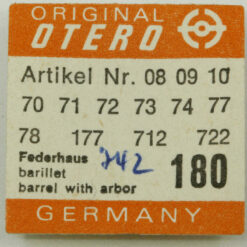 ORIGINAL
OTERO
Artikel Nr. 08 09 10
70 71 72 73 74 77
78 177 712 722
Federhaus 742
barillet 180
barrel with arbor
GERMANY